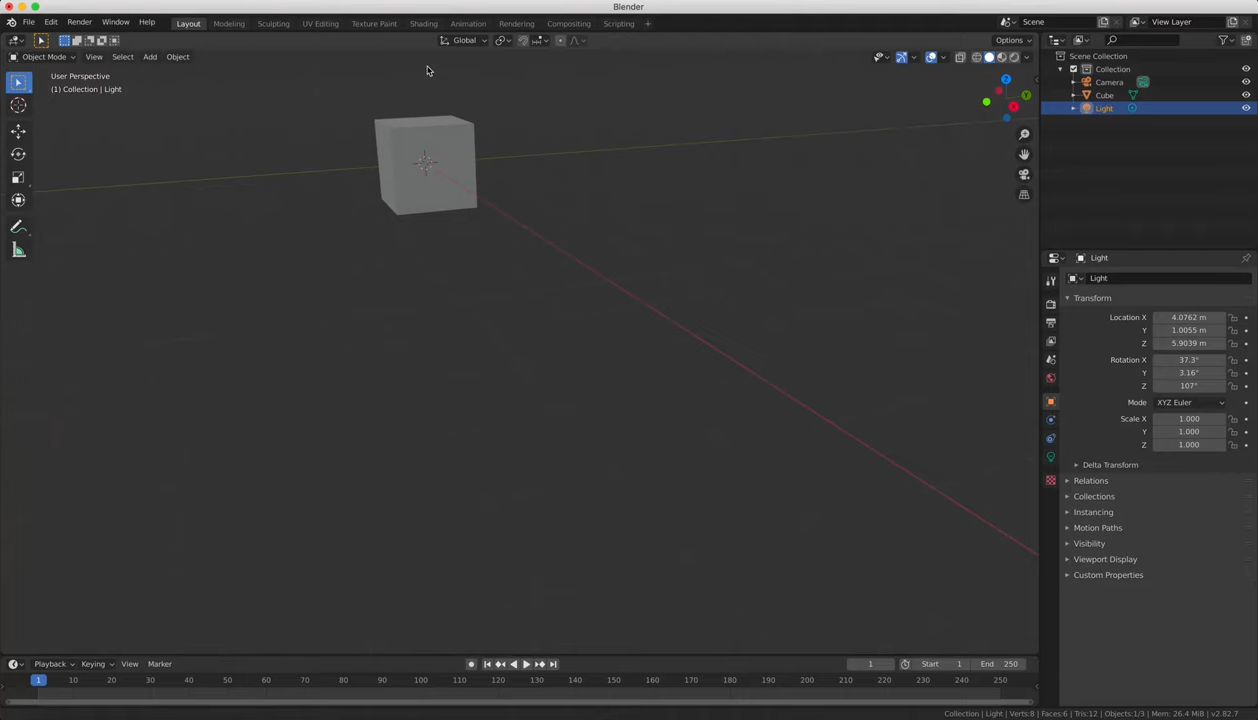 Blender
File Edit Render Window Help Layout Modeling Sculpting UV Editing Texture Paint Shading Animation Rendering Compositing Scripting + Scene View Layer
Global Options
Object Mode View Select Add Object
User Perspective
(1) Collection | Light
Z
Y
X
Scene Collection
Collection
Camera
Cube
Light
Light
Light
Transform
Location X 4.0762 m
Y 1.0055 m
Z 5.9039 m
Rotation X 37.3°
Y 3.16°
Z 107°
Mode XYZ Euler
Scale X 1.000
Y 1.000
Z 1.000
Delta Transform
Relations
Collections
Instancing
Motion Paths
Visibility
Viewport Display
Custom Properties
Playback Keying View Marker 1 Start 1 End 250
1 10 20 30 40 50 60 70 80 90 100 110 120 130 140 150 160 170 180 190 200 210 220 230 240 250
Collection | Light | Verts:8 | Faces:6 | Tris:12 | Objects:1/3 | Mem: 26.4 MiB | v2.82.7